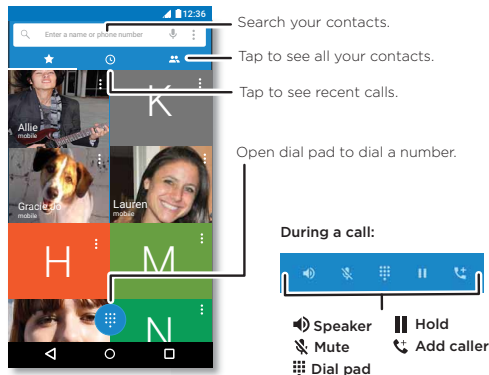 12:36
Enter a name or phone number
Search your contacts.
Tap to see all your contacts.
Tap to see recent calls.
Allie
mobile
K
Open dial pad to dial a number.
Gracie Jo
mobile
Lauren
mobile
H
M
N
During a call:
Speaker
Hold
Mute
Add caller
Dial pad